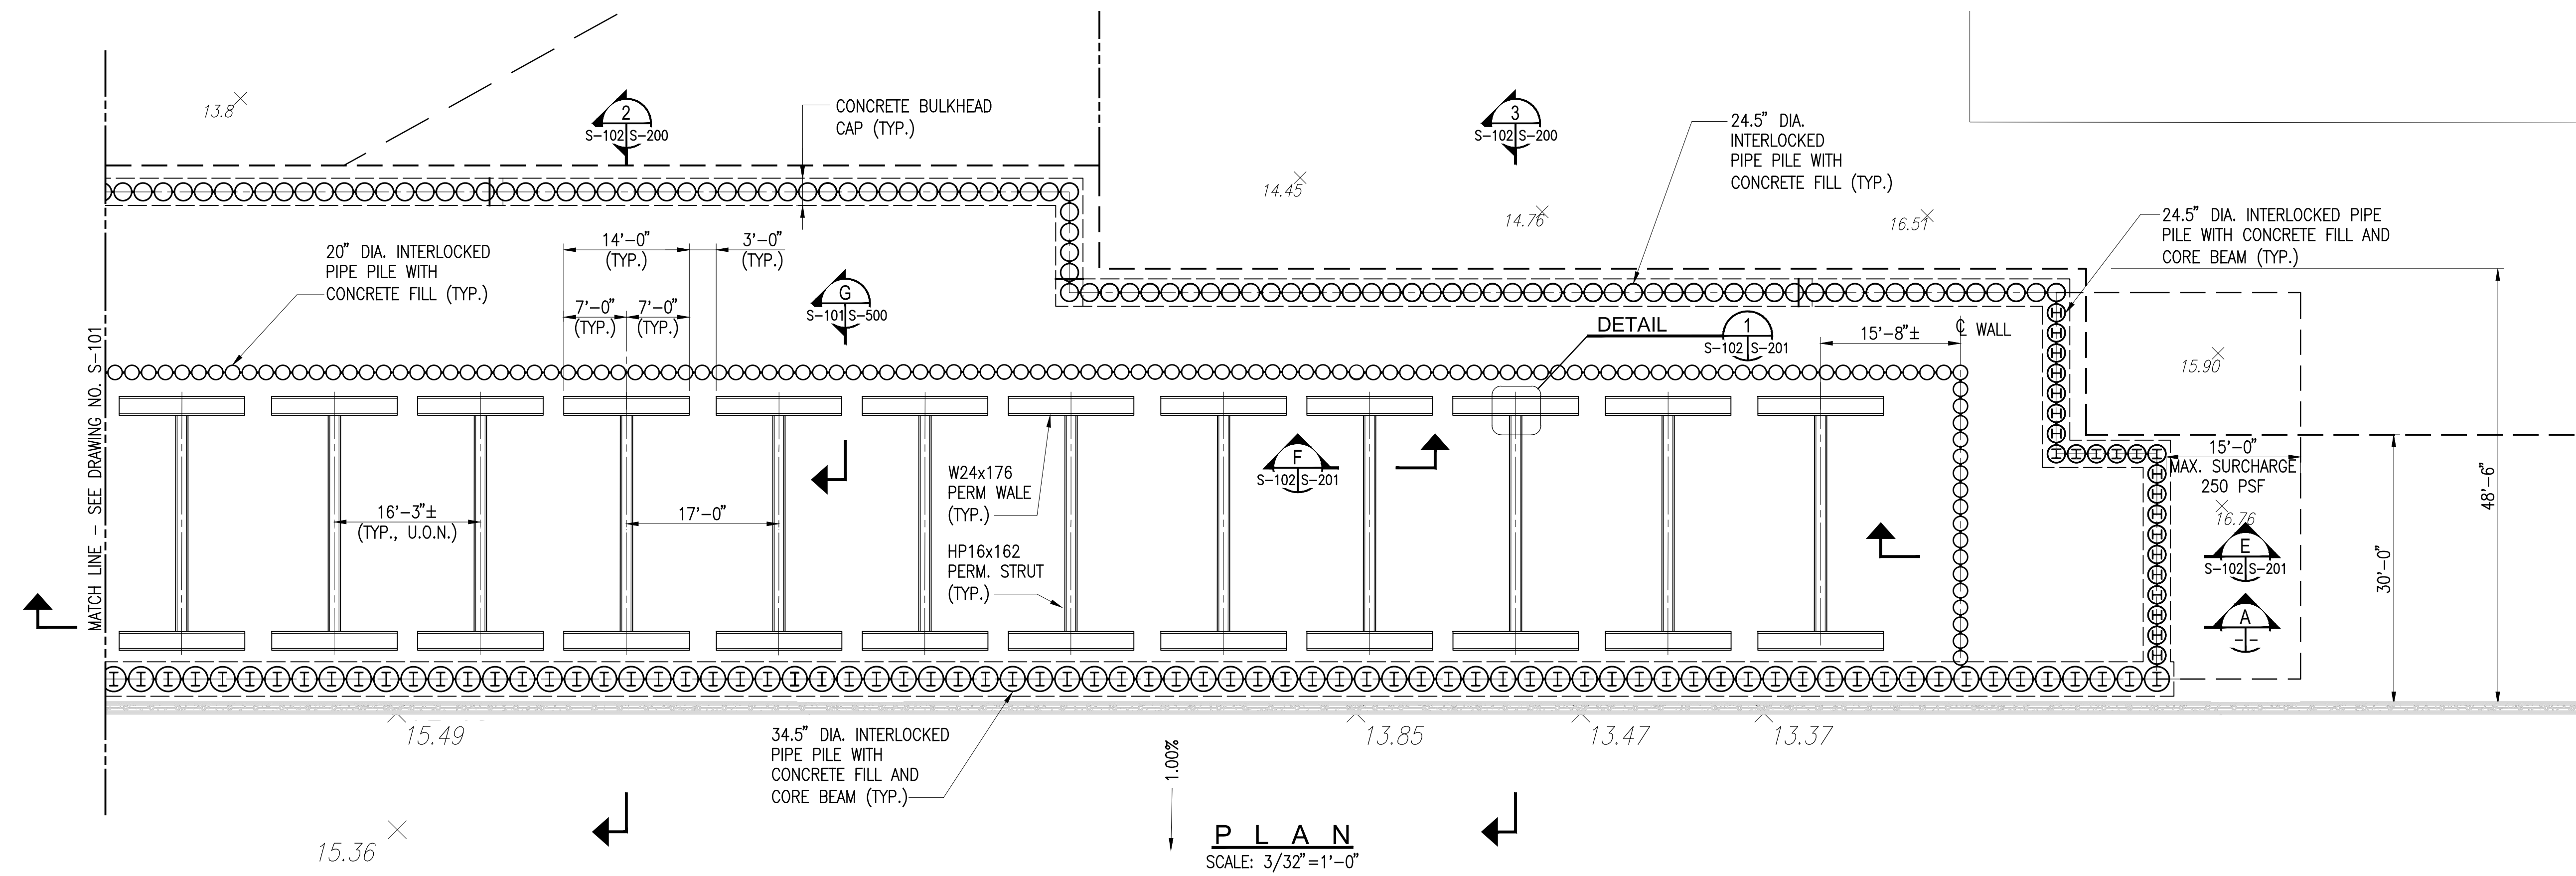 13.8
2
S-102 S-200
CONCRETE BULKHEAD
CAP (TYP.)
3
S-102 S-200
24.5" DIA.
INTERLOCKED
PIPE PILE WITH
CONCRETE FILL (TYP.)
14.45
14.76
16.51
24.5" DIA. INTERLOCKED PIPE
PILE WITH CONCRETE FILL AND
CORE BEAM (TYP.)
20" DIA. INTERLOCKED
PIPE PILE WITH
CONCRETE FILL (TYP.)
14'-0"
(TYP.)
3'-0"
(TYP.)
7'-0"
(TYP.)
7'-0"
(TYP.)
G
S-101 S-500
DETAIL
1
S-102 S-201
15'-8"±
℄ WALL
15.90
MATCH LINE - SEE DRAWING NO. S-101
W24x176
PERM WALE
(TYP.)
F
S-102 S-201
15'-0"
MAX. SURCHARGE
250 PSF
16.76
48'-6"
16'-3"±
(TYP., U.O.N.)
17'-0"
HP16x162
PERM. STRUT
(TYP.)
E
S-102 S-201
30'-0"
A
15.49
13.85
13.47
13.37
34.5" DIA. INTERLOCKED
PIPE PILE WITH
CONCRETE FILL AND
CORE BEAM (TYP.)
1.00%
15.36
PLAN
SCALE: 3/32"=1'-0"